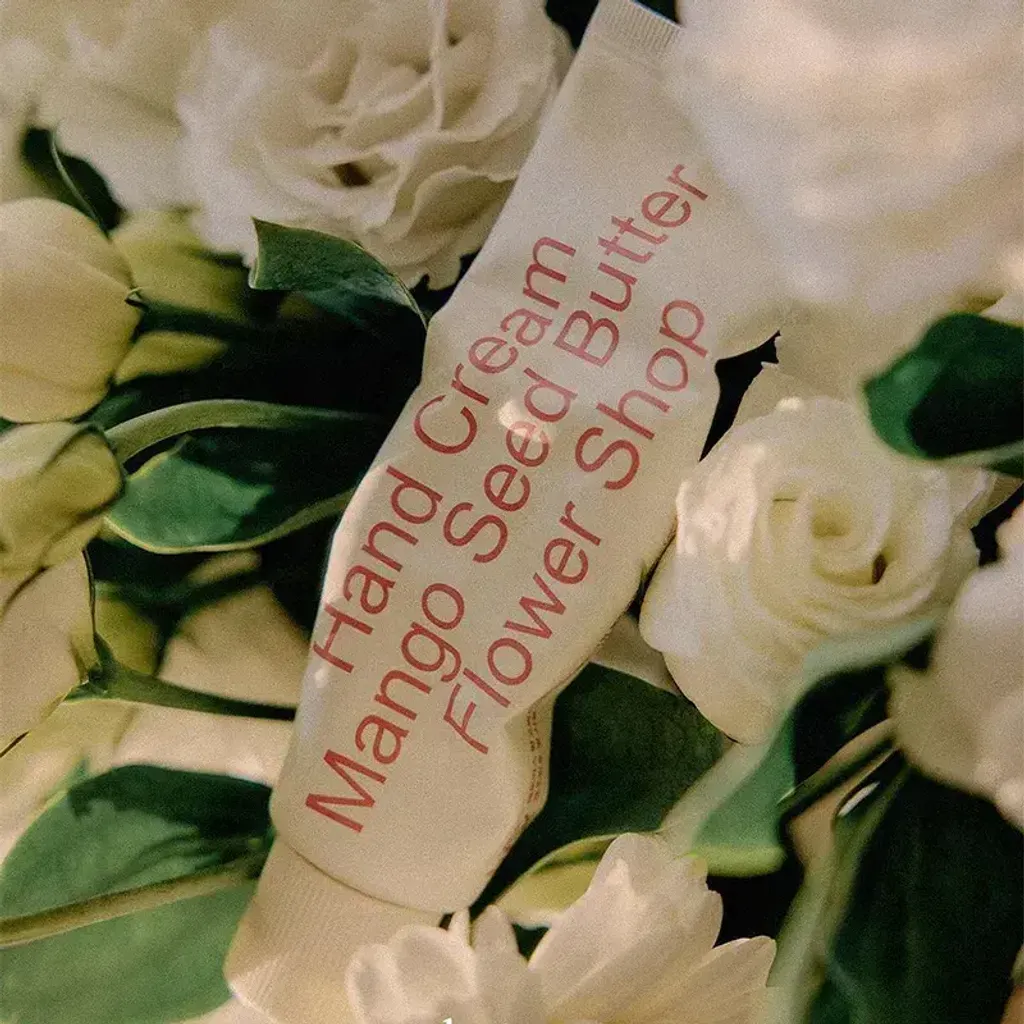 Hand Cream
Mango Seed Butter
Flower Shop